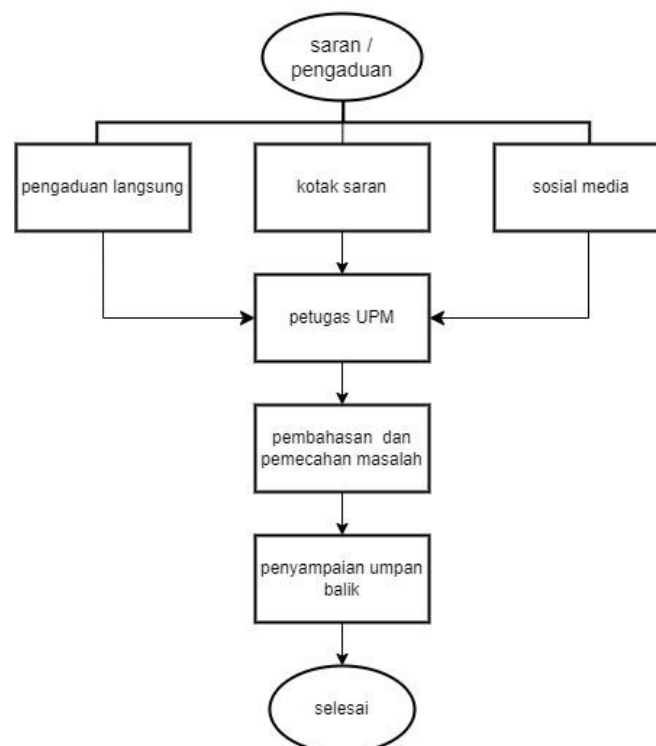 saran /
pengaduan
pengaduan langsung
kotak saran
sosial media
petugas UPM
pembahasan dan
pemecahan masalah
penyampaian umpan
balik
selesai